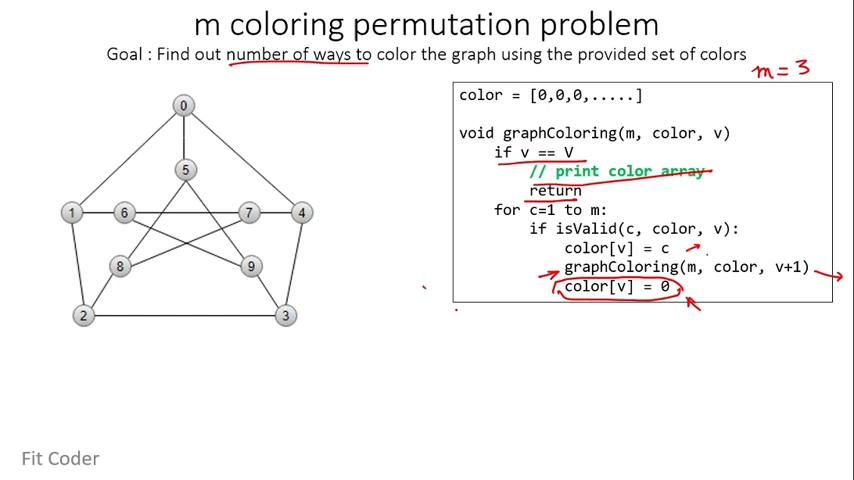 m coloring permutation problem
Goal : Find out number of ways to color the graph using the provided set of colors
m = 3
color = [0,0,0,.....]
void graphColoring(m, color, v)
if v == V
// print color array
return
for c=1 to m:
if isValid(c, color, v):
color[v] = c
graphColoring(m, color, v+1)
color[v] = 0
0
5
1
6
7
4
8
9
2
3
Fit Coder